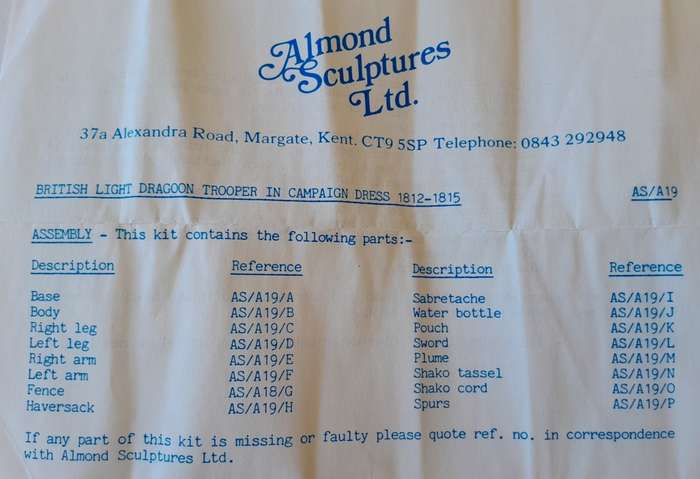 Almond
Sculptures
Ltd.
37a Alexandra Road, Margate, Kent. CT9 5SP Telephone: 0843 292948
BRITISH LIGHT DRAGOON TROOPER IN CAMPAIGN DRESS 1812-1815 AS/A19
ASSEMBLY - This kit contains the following parts:-
Description Reference Description Reference
Base AS/A19/A Sabretache AS/A19/I
Body AS/A19/B Water bottle AS/A19/J
Right leg AS/A19/C Pouch AS/A19/K
Left leg AS/A19/D Sword AS/A19/L
Right arm AS/A19/E Plume AS/A19/M
Left arm AS/A19/F Shako tassel AS/A19/N
Fence AS/A18/G Shako cord AS/A19/O
Haversack AS/A19/H Spurs AS/A19/P
If any part of this kit is missing or faulty please quote ref. no. in correspondence
with Almond Sculptures Ltd.